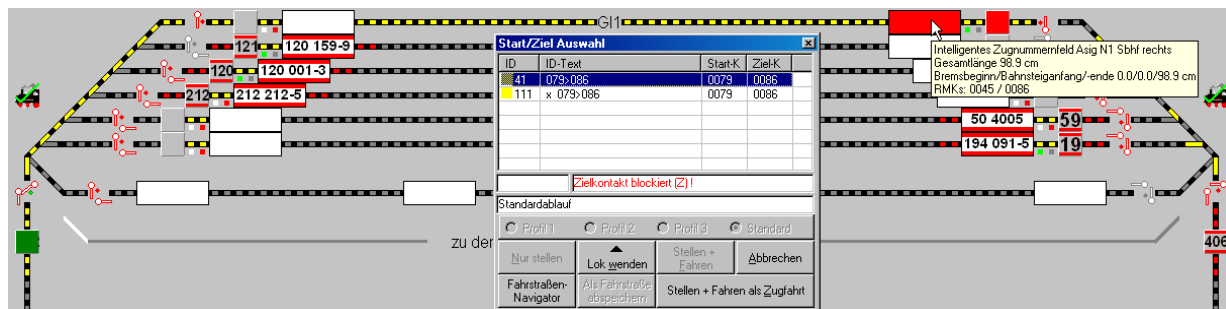 Gl1
121
120 159-9
120
120 001-3
212
212 212-5
zu der
Start/Ziel Auswahl
ID ID-Text Start-K Ziel-K
41 079>086 0079 0086
111 x 079>086 0079 0086
Zielkontakt blockiert (Z) !
Standardablauf
Profil 1 Profil 2 Profil 3 Standard
Nur stellen
Lok wenden
Stellen +
Fahren
Abbrechen
Fahrstraßen-
Navigator
Als Fahrstraße
abspeichern
Stellen + Fahren als Zugfahrt
Intelligentes Zugnummernfeld Asig N1 Sbhf rechts
Gesamtlänge 98.9 cm
Bremsbeginn/Bahnsteiganfang/-ende 0.0/0.0/98.9 cm
RMKs: 0045 / 0086
50 4005
59
194 091-5
19
406